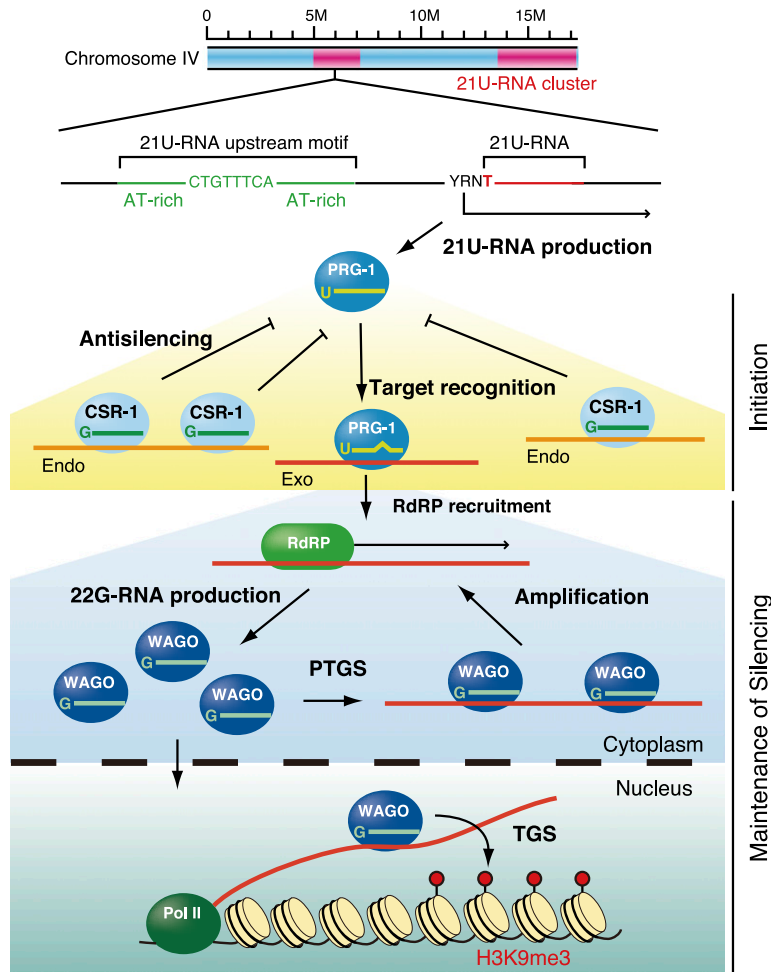 0 5M 10M 15M
Chromosome IV
21U-RNA cluster
21U-RNA upstream motif 21U-RNA
CTGTTTCA YRNT
AT-rich AT-rich
21U-RNA production
PRG-1
U
Antisilencing
Target recognition
CSR-1 CSR-1 CSR-1
G G G
PRG-1
U
Endo Exo Endo
Initiation
RdRP recruitment
RdRP
22G-RNA production Amplification
WAGO
G
WAGO
G
WAGO
G
PTGS
WAGO WAGO
G G
Cytoplasm
Nucleus
Maintenance of Silencing
WAGO
G
TGS
Pol II
H3K9me3